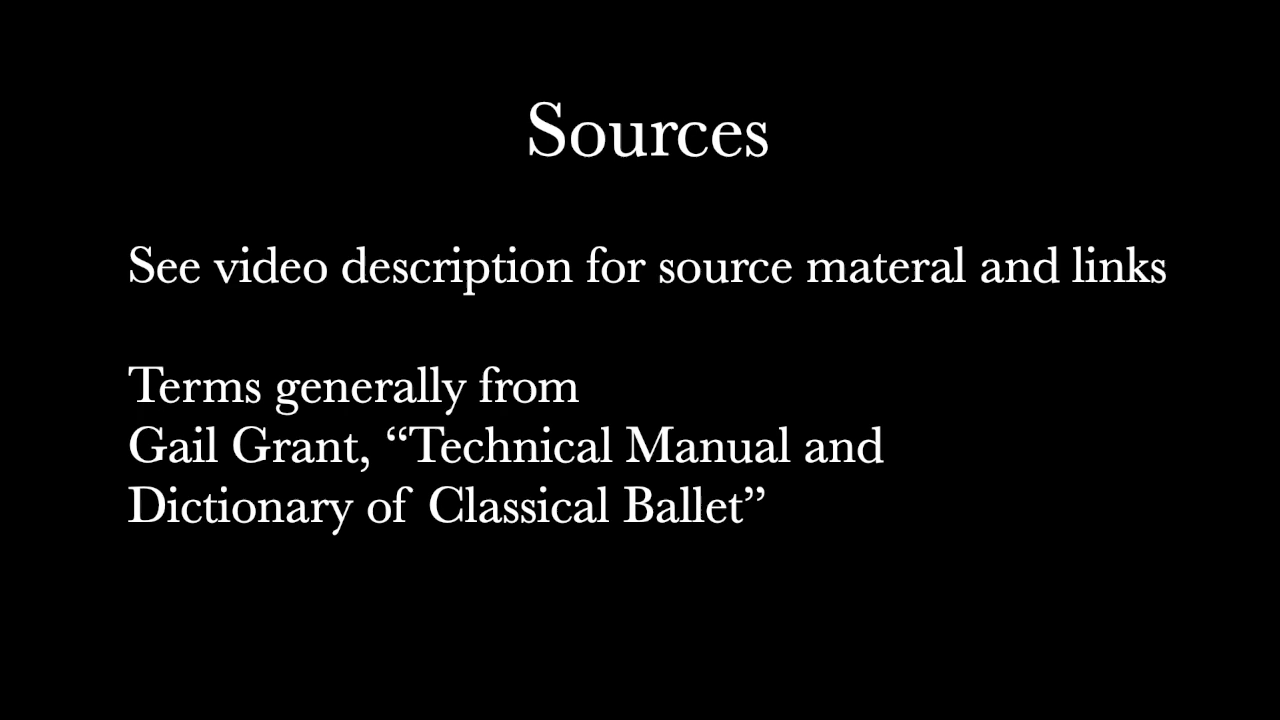 Sources
See video description for source materal and links
Terms generally from
Gail Grant, “Technical Manual and
Dictionary of Classical Ballet”